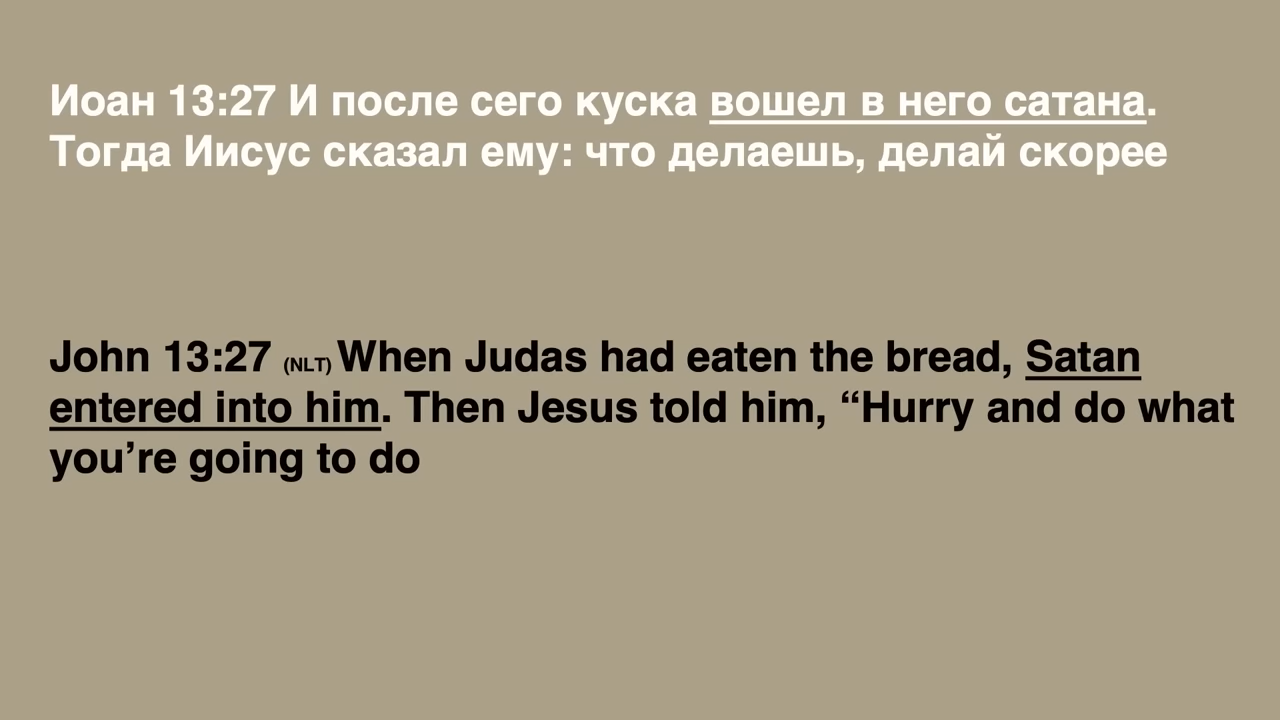 Иоан 13:27 И после сего куска вошел в него сатана.
Тогда Иисус сказал ему: что делаешь, делай скорее
John 13:27 (NLT) When Judas had eaten the bread, Satan
entered into him. Then Jesus told him, “Hurry and do what
you’re going to do